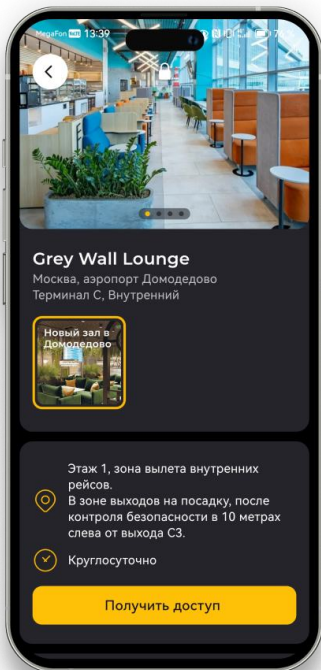 MegaFon
13:39
Grey Wall Lounge
Москва, аэропорт Домодедово
Терминал C, Внутренний
Новый зал в
Домодедово
Этаж 1, зона вылета внутренних
рейсов.
В зоне выходов на посадку, после
контроля безопасности в 10 метрах
слева от выхода C3.
Круглосуточно
Получить доступ